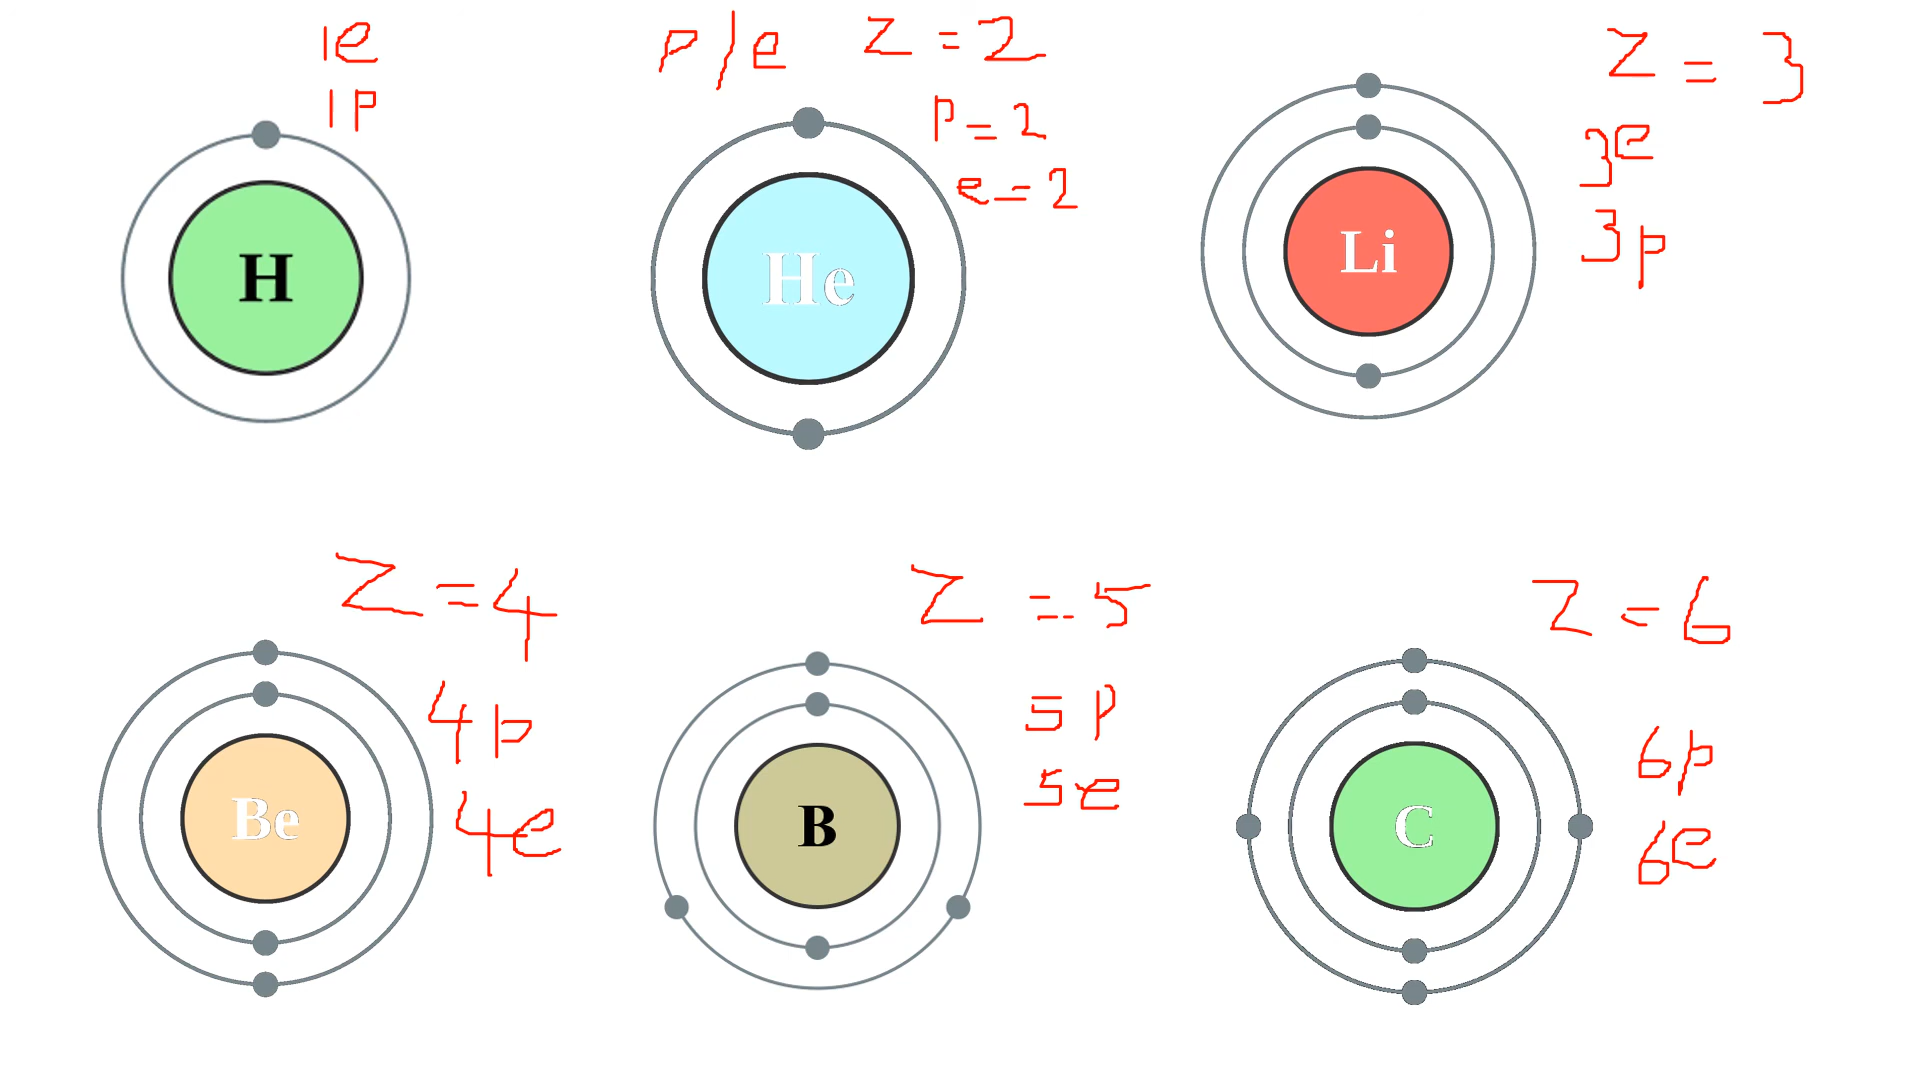 1e
1p
H
p/e
Z = 2
p = 2
e = 2
He
Z = 3
3e
3p
Li
Z = 4
4p
4e
Be
Z = 5
5p
5e
B
Z = 6
6p
6e
C